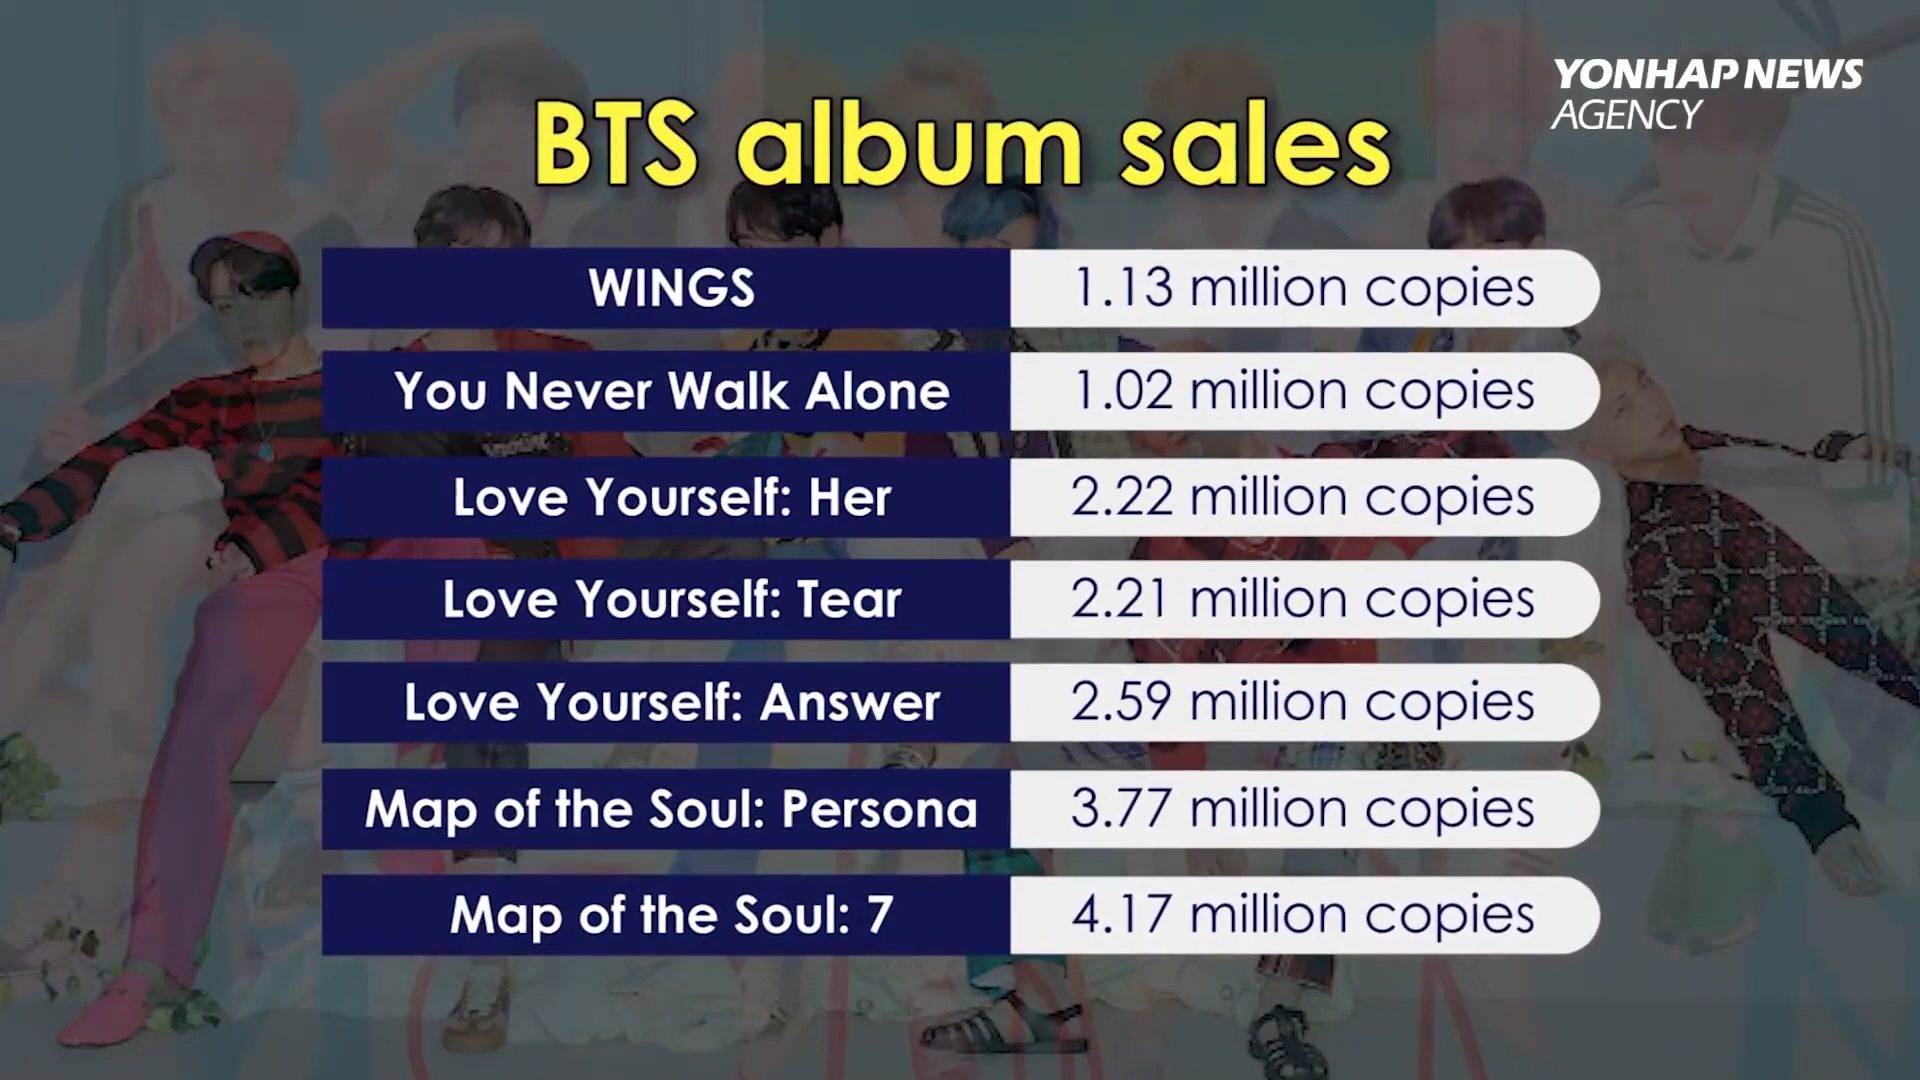 YONHAP NEWS
AGENCY
BTS album sales
WINGS 1.13 million copies
You Never Walk Alone 1.02 million copies
Love Yourself: Her 2.22 million copies
Love Yourself: Tear 2.21 million copies
Love Yourself: Answer 2.59 million copies
Map of the Soul: Persona 3.77 million copies
Map of the Soul: 7 4.17 million copies